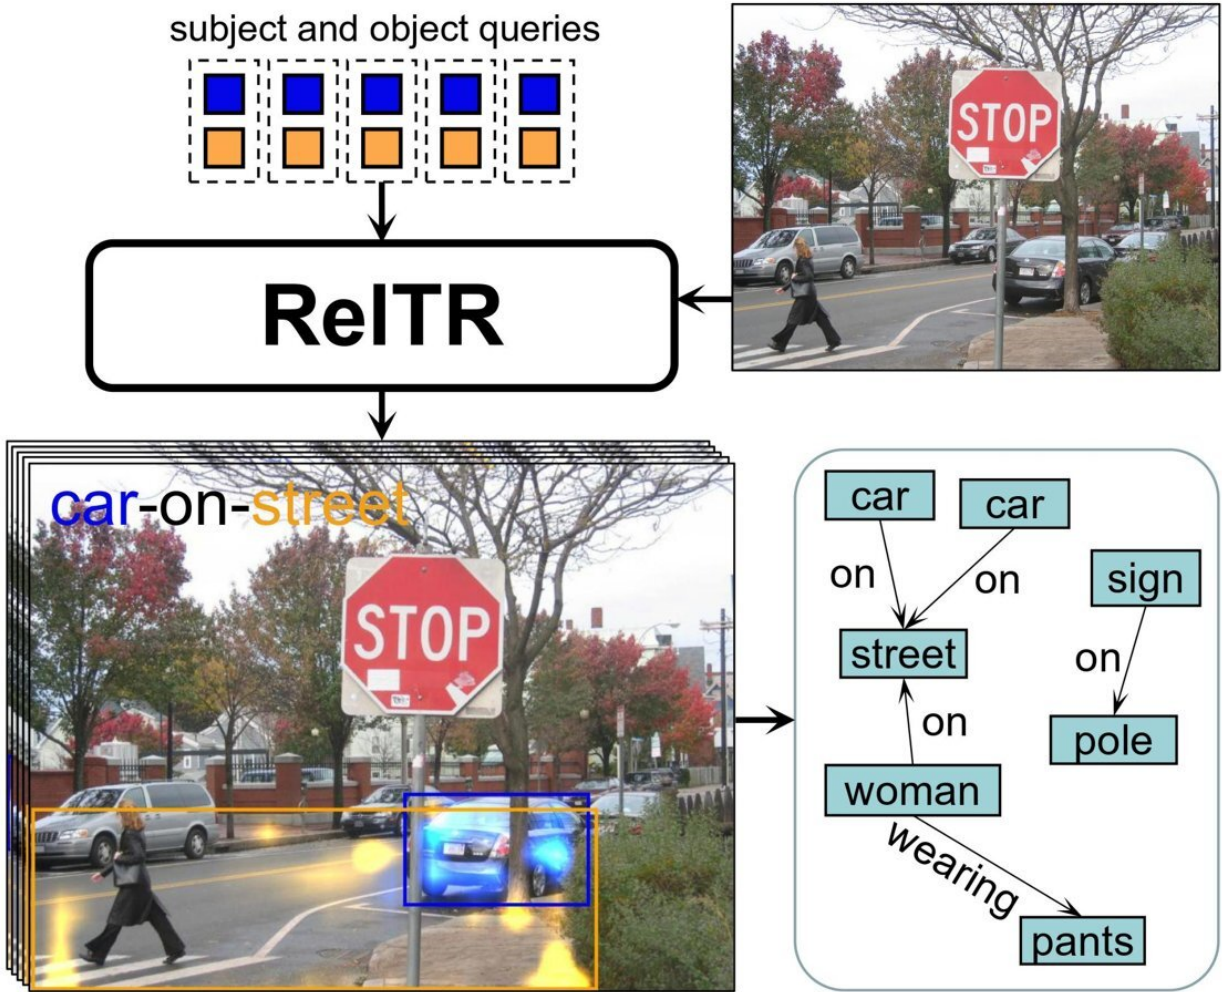 subject and object queries
STOP
RelTR
car-on-street
STOP
car
car
on
on
sign
street
on
on
pole
woman
wearing
pants